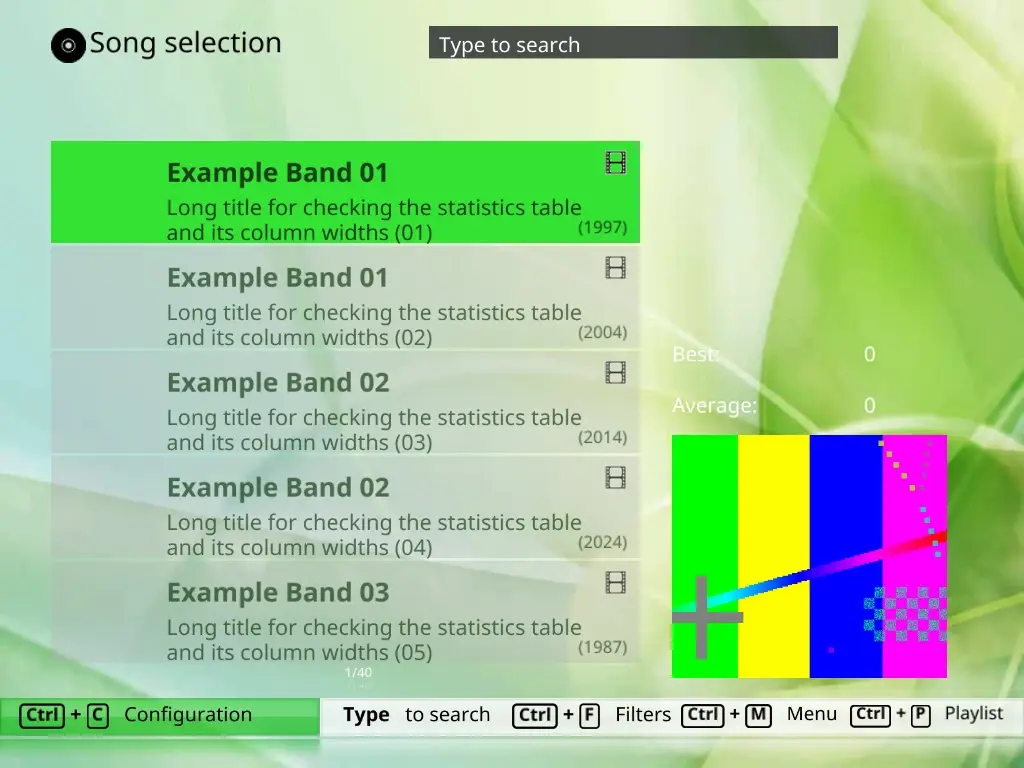 Song selection
Type to search
Example Band 01
Long title for checking the statistics table
and its column widths (01)
(1997)
Example Band 01
Long title for checking the statistics table
and its column widths (02)
(2004)
Example Band 02
Long title for checking the statistics table
and its column widths (03)
(2014)
Example Band 02
Long title for checking the statistics table
and its column widths (04)
(2024)
Example Band 03
Long title for checking the statistics table
and its column widths (05)
(1987)
1/40
Best: 0
Average: 0
Ctrl + C Configuration Type to search Ctrl + F Filters Ctrl + M Menu Ctrl + P Playlist